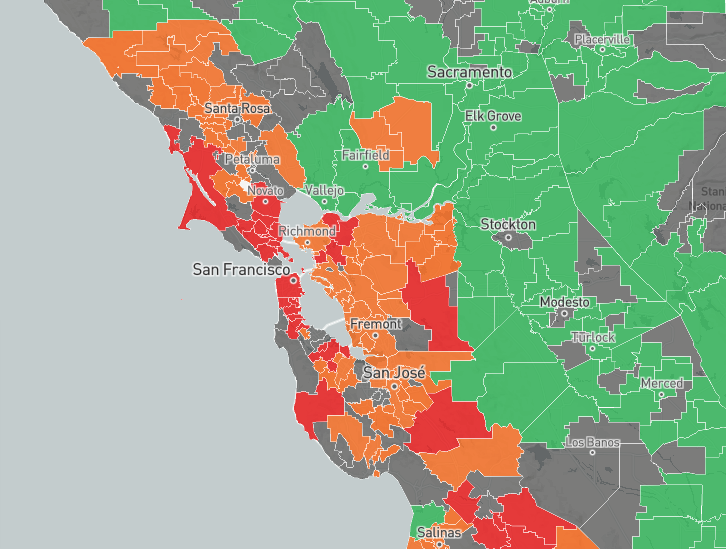 Auburn
Placerville
Sacramento
Santa Rosa
Elk Grove
Petaluma
Fairfield
Novato
Vallejo
Stockton
Richmond
San Francisco
Modesto
Fremont
Turlock
San José
Merced
Los Banos
Salinas